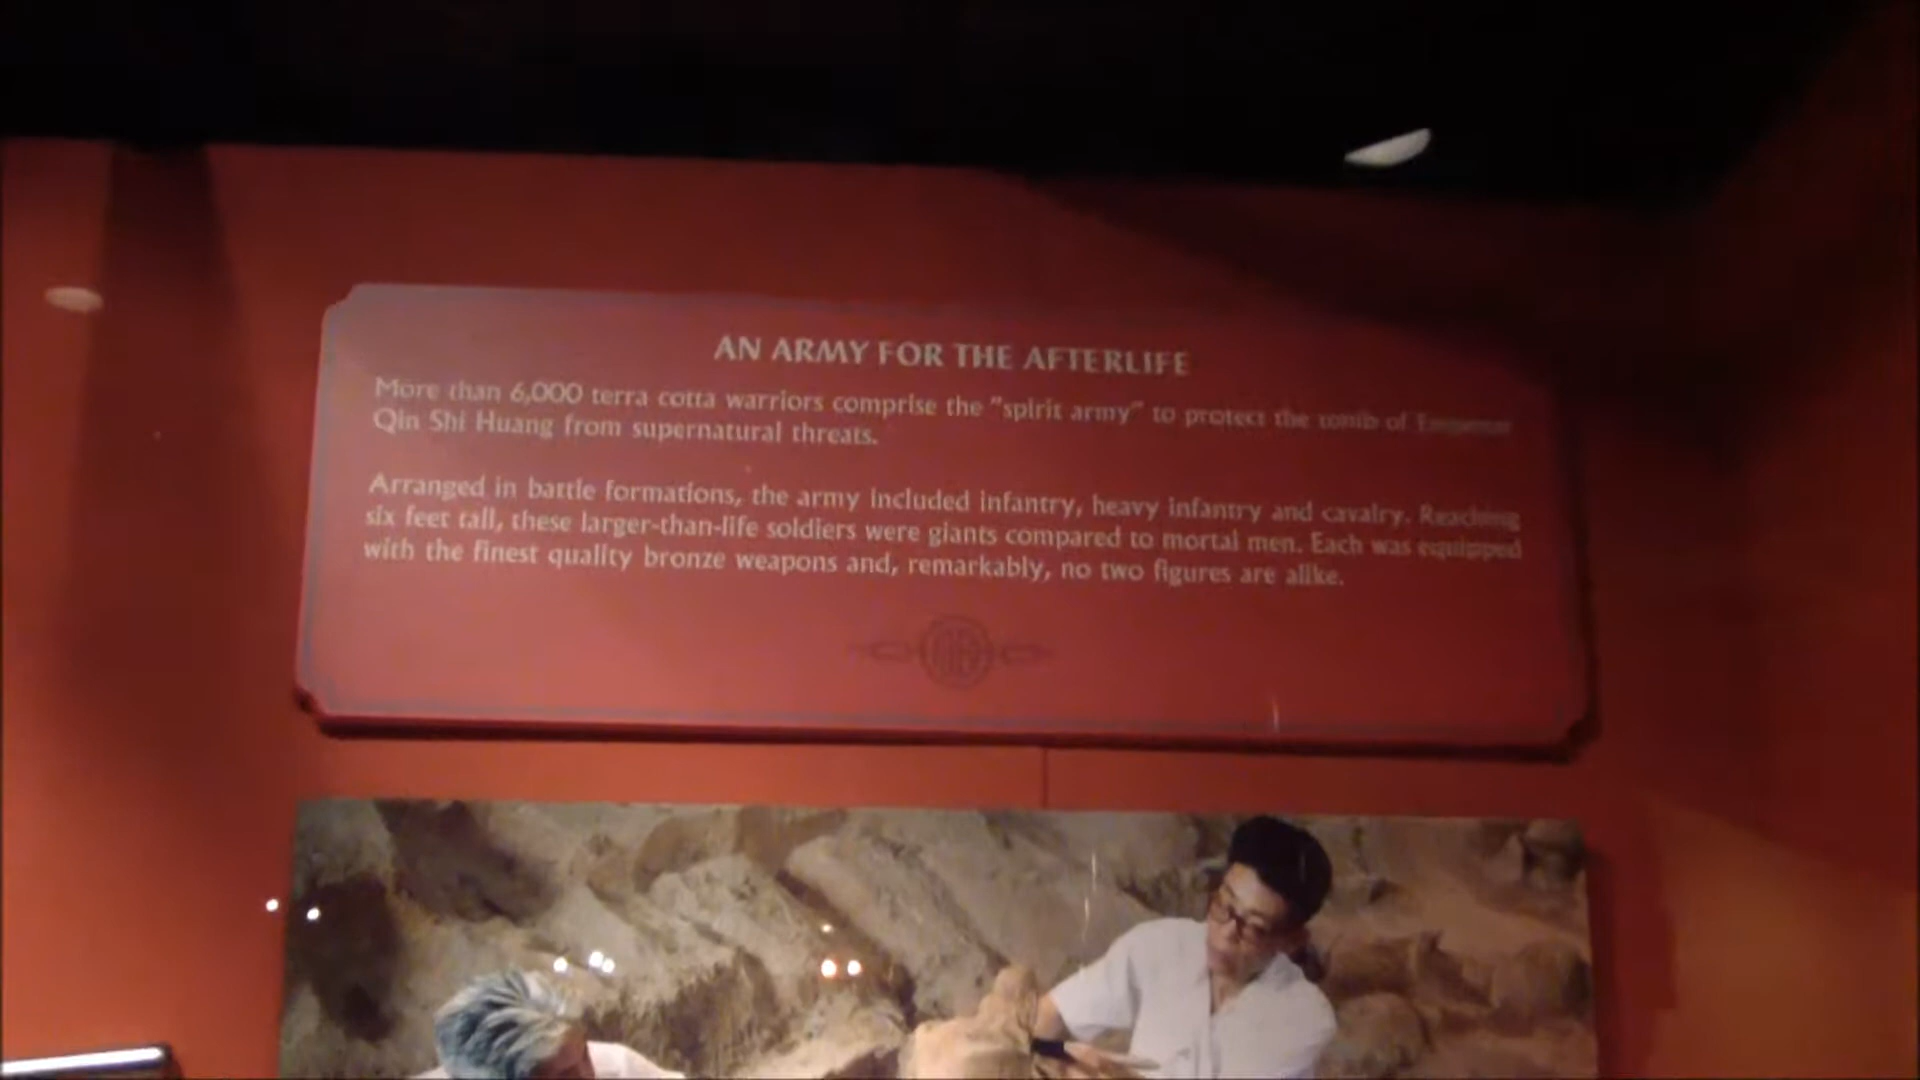 AN ARMY FOR THE AFTERLIFE
More than 6,000 terra cotta warriors comprise the "spirit army" to protect the tomb of Emperor
Qin Shi Huang from supernatural threats.
Arranged in battle formations, the army included infantry, heavy infantry and cavalry. Reaching
six feet tall, these larger-than-life soldiers were giants compared to mortal men. Each was equipped
with the finest quality bronze weapons and, remarkably, no two figures are alike.